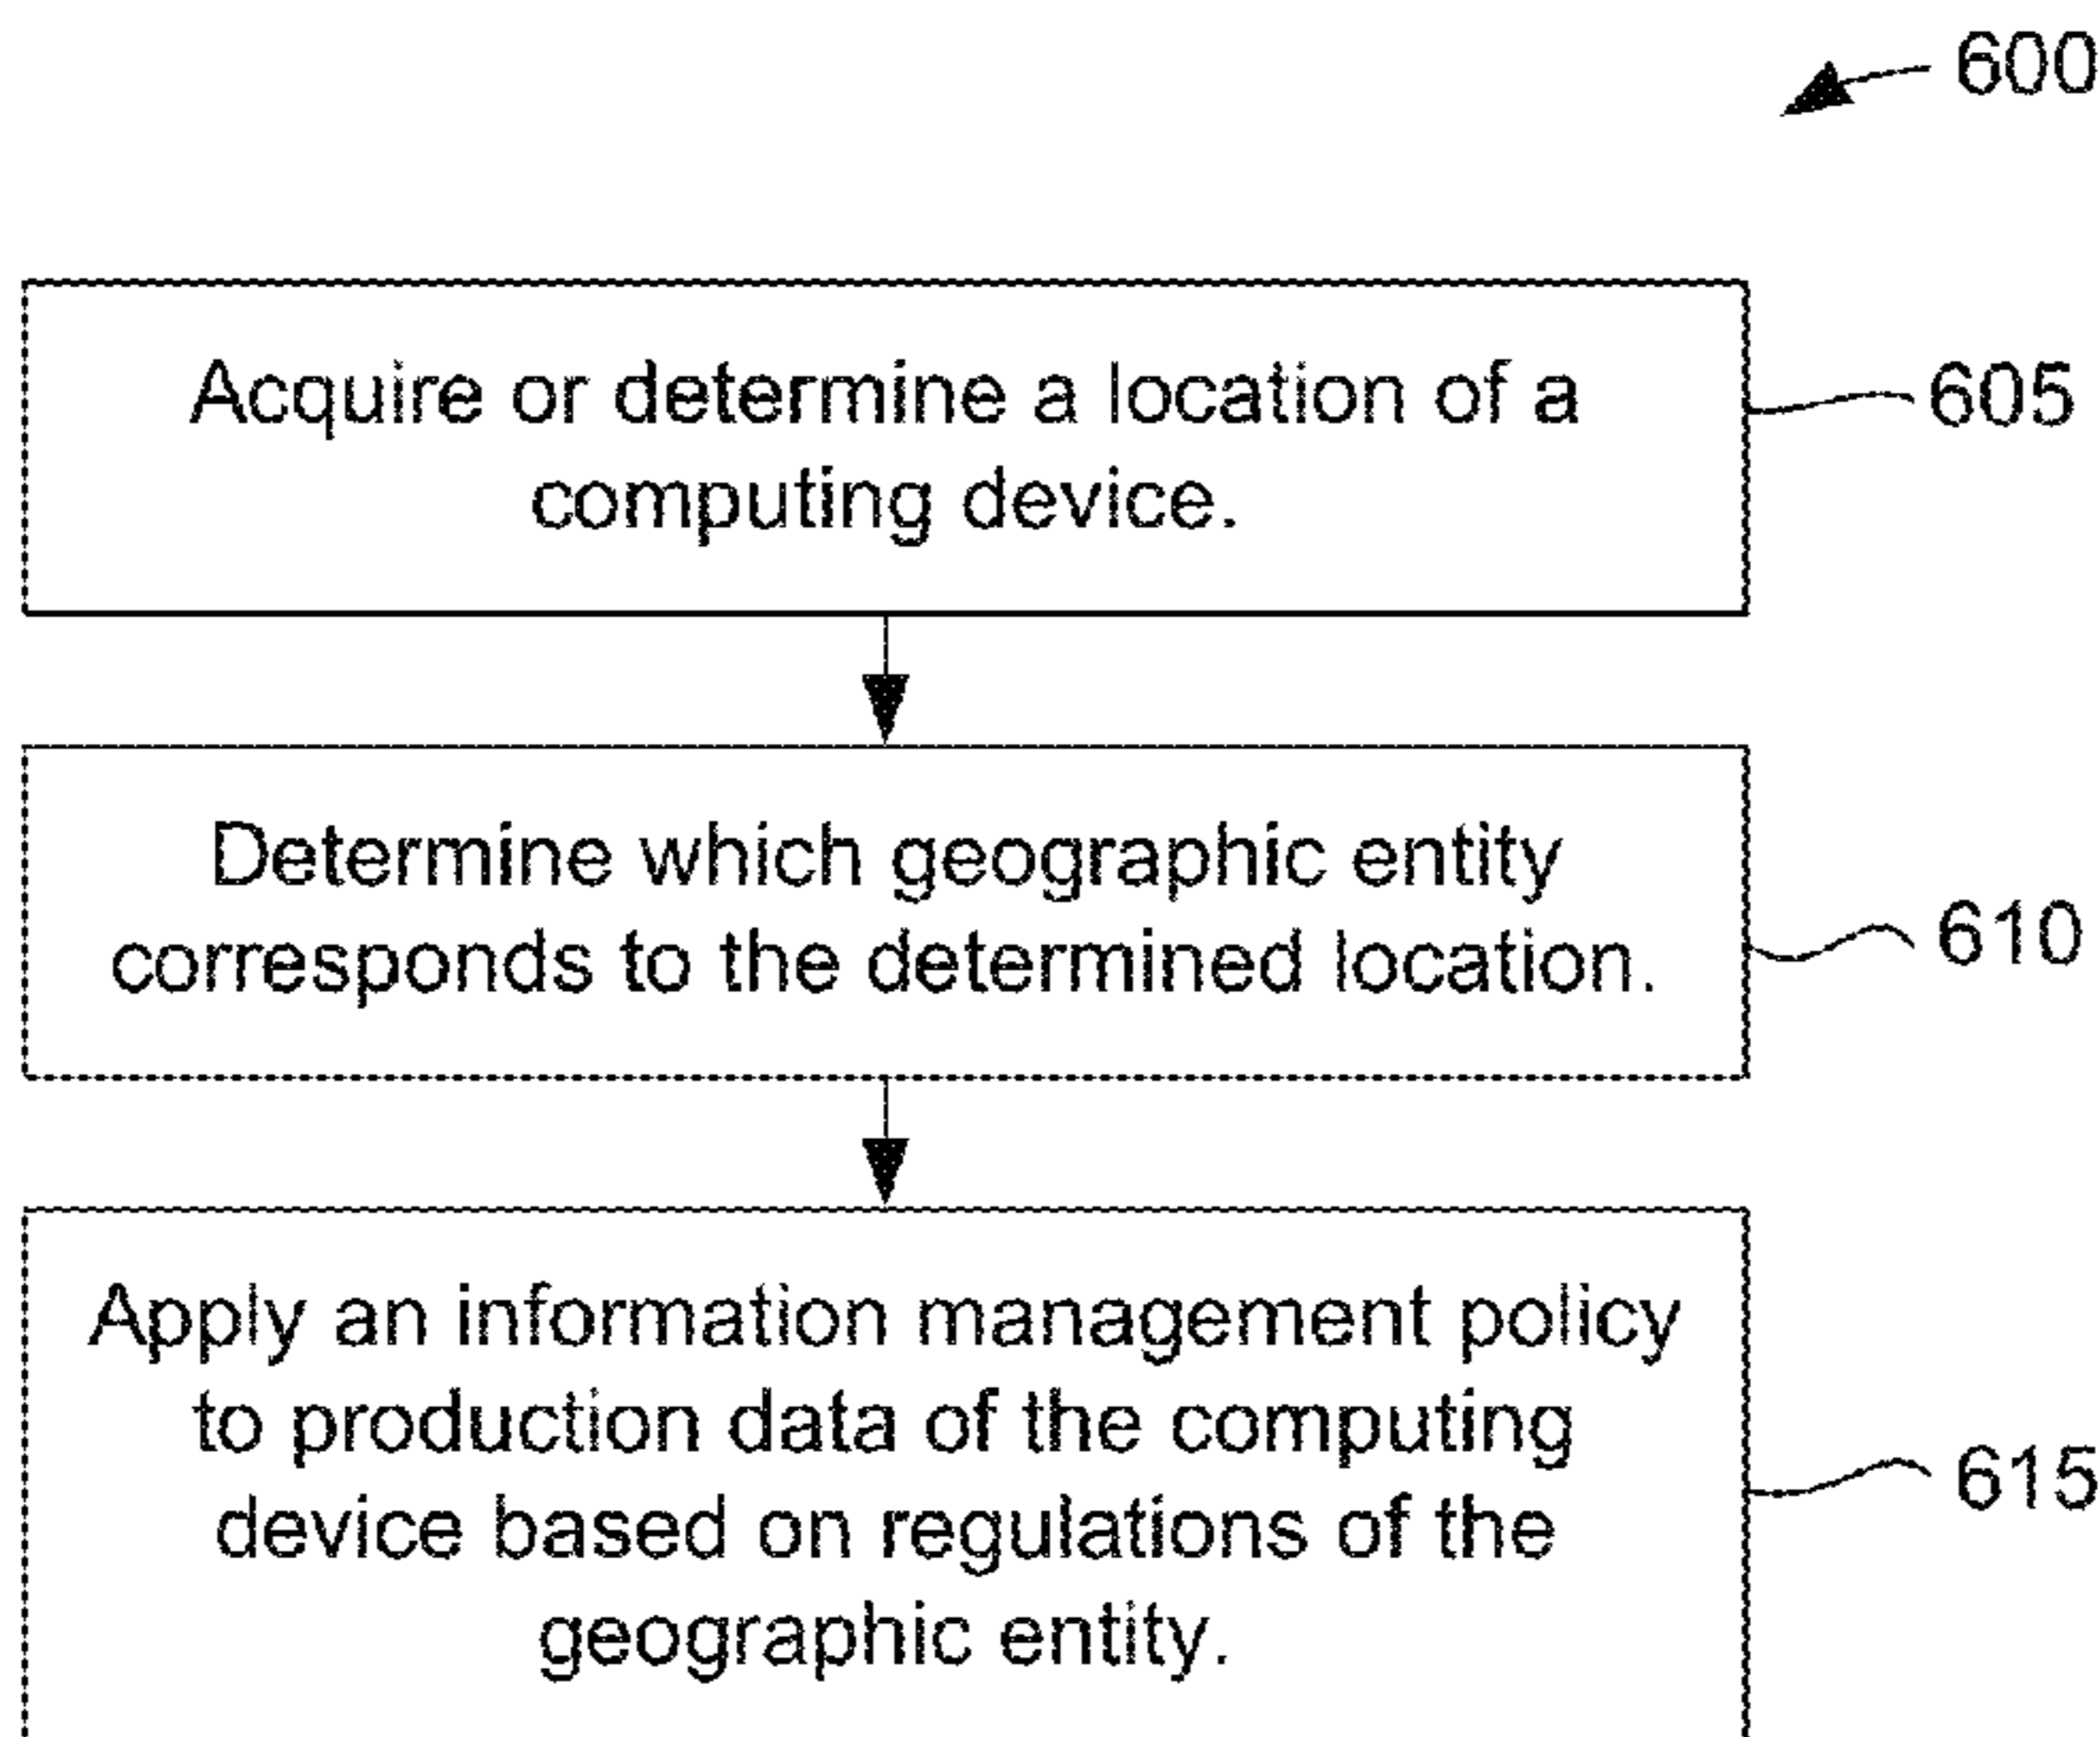 600
Acquire or determine a location of a
computing device.
605
Determine which geographic entity
corresponds to the determined location.
610
Apply an information management policy
to production data of the computing
device based on regulations of the
geographic entity.
615